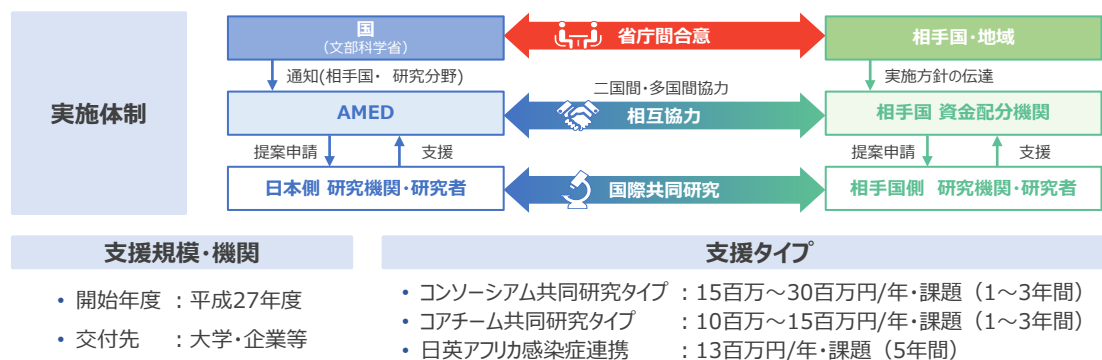 実施体制
国
(文部科学省)
省庁間合意
相手国・地域
通知(相手国・ 研究分野)
実施方針の伝達
二国間・多国間協力
AMED
相互協力
相手国 資金配分機関
提案申請
支援
提案申請
支援
日本側 研究機関・研究者
国際共同研究
相手国側 研究機関・研究者
支援規模・機関
• 開始年度 :平成27年度
• 交付先 :大学・企業等
支援タイプ
• コンソーシアム共同研究タイプ :15百万~30百万円/年・課題(1~3年間)
• コアチーム共同研究タイプ :10百万~15百万円/年・課題(1~3年間)
• 日英アフリカ感染症連携 :13百万円/年・課題(5年間)